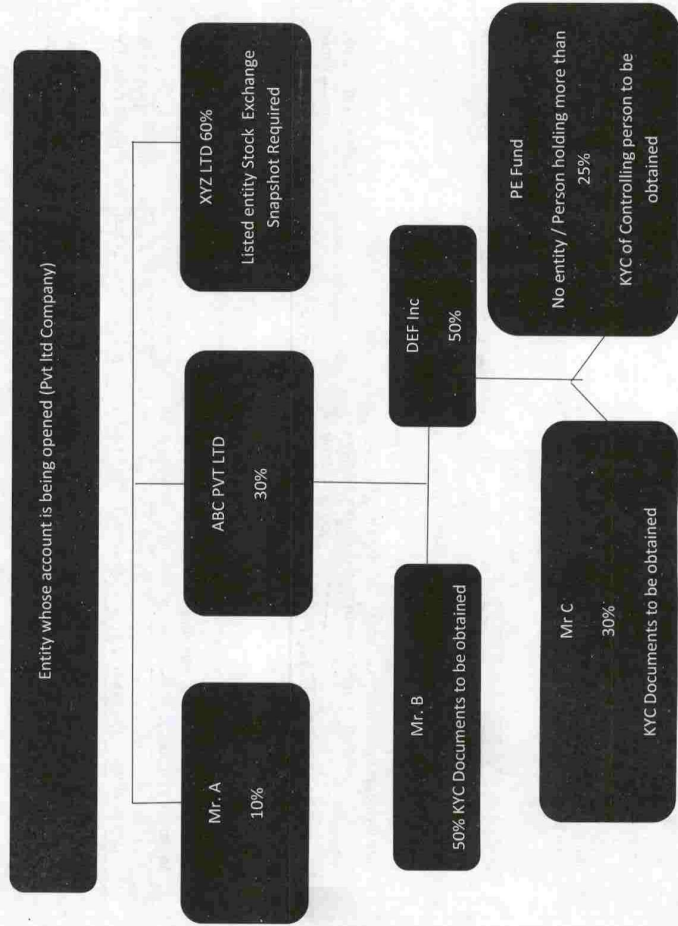 Entity whose account is being opened (Pvt ltd Company)
Mr. A
10%
ABC PVT LTD
30%
XYZ LTD 60%
Listed entity Stock Exchange
Snapshot Required
Mr. B
50% KYC Documents to be obtained
DEF Inc
50%
Mr C
30%
KYC Documents to be obtained
PE Fund
No entity / Person holding more than
25%
KYC of Controlling person to be
obtained